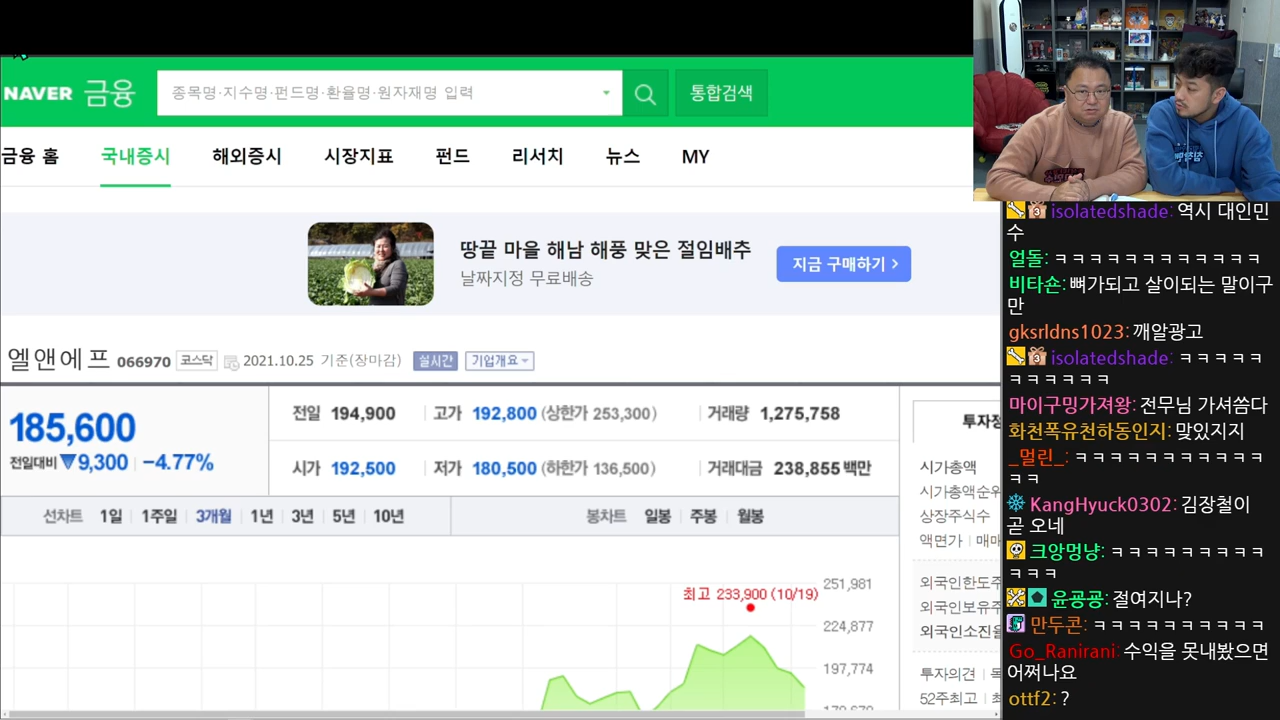 NAVER 금융
종목명·지수명·펀드명·환율명·원자재명 입력
통합검색
금융 홈 국내증시 해외증시 시장지표 펀드 리서치 뉴스 MY
땅끝 마을 해남 해풍 맞은 절임배추
날짜지정 무료배송
지금 구매하기 >
엘앤에프 066970 코스닥 2021.10.25 기준(장마감) 실시간 기업개요
185,600
전일대비 ▼9,300 -4.77%
전일 194,900 고가 192,800 (상한가 253,300) 거래량 1,275,758
시가 192,500 저가 180,500 (하한가 136,500) 거래대금 238,855 백만
선차트 1일 1주일 3개월 1년 3년 5년 10년
봉차트 일봉 주봉 월봉
최고 233,900 (10/19)
251,981
224,877
197,774
시가총액
시가총액순위
상장주식수
액면가 | 매매
외국인한도주
외국인보유주
외국인소진율
투자의견
52주최고
isolatedshade: 역시 대인민
수
얼돌: ㅋㅋㅋㅋㅋㅋㅋㅋㅋㅋㅋㅋ
비타숀: 뼈가되고 살이되는 말이구
만
gksrldns1023: 깨알광고
isolatedshade: ㅋㅋㅋㅋㅋ
ㅋㅋㅋㅋㅋㅋ
마이구밍가져왕: 전무님 가셔씀다
화천폭유천하동인지: 맞있지지
_멀린_: ㅋㅋㅋㅋㅋㅋㅋㅋㅋㅋㅋ
ㅋㅋ
KangHyuck0302: 김장철이
곧 오네
크앙멍냥: ㅋㅋㅋㅋㅋㅋㅋㅋㅋ
ㅋㅋㅋ
윤공공: 절여지나?
만두콘: ㅋㅋㅋㅋㅋㅋㅋㅋㅋㅋ
Go_Ranirani: 수익을 못내봤으면
어쩌나요
ottf2: ?